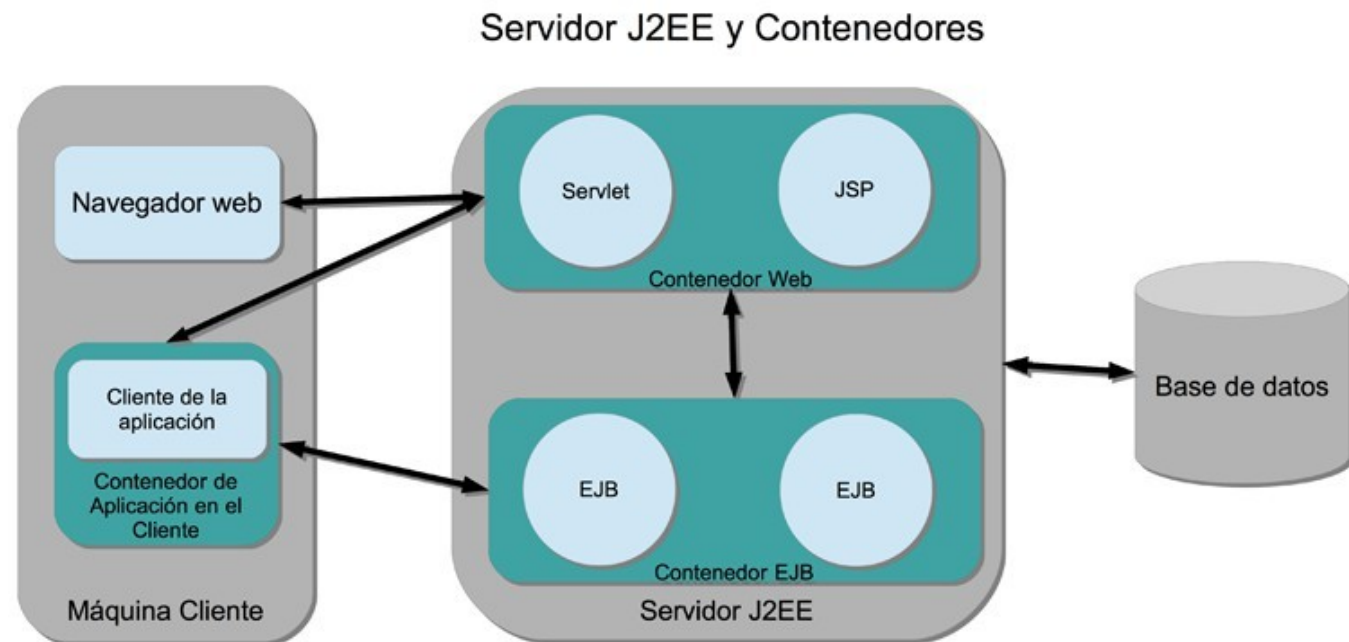 Servidor J2EE y Contenedores
Navegador web
Cliente de la
aplicación
Contenedor de
Aplicación en el
Cliente
Máquina Cliente
Servlet
JSP
Contenedor Web
EJB
EJB
Contenedor EJB
Servidor J2EE
Base de datos